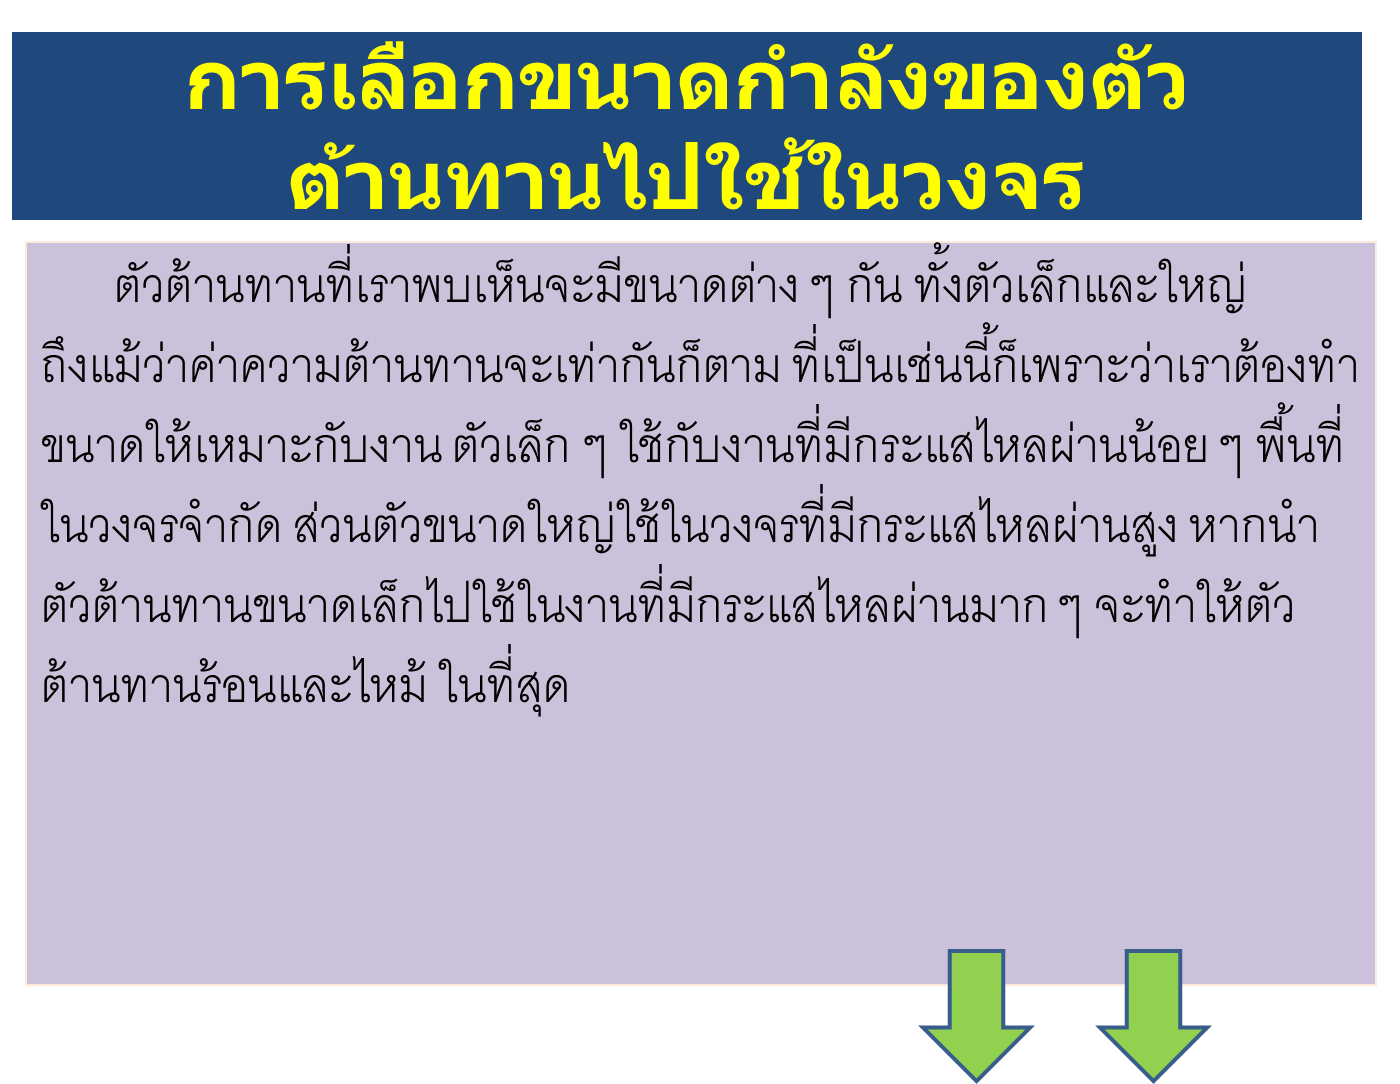 การเลือกขนาดกำลังของตัว
ต้านทานไปใช้ในวงจร
ตัวต้านทานที่เราพบเห็นจะมีขนาดต่าง ๆ กัน ทั้งตัวเล็กและใหญ่
ถึงแม้ว่าค่าความต้านทานจะเท่ากันก็ตาม ที่เป็นเช่นนี้ก็เพราะว่าเราต้องทำ
ขนาดให้เหมาะกับงาน ตัวเล็ก ๆ ใช้กับงานที่มีกระแสไหลผ่านน้อย ๆ พื้นที่
ในวงจรจำกัด ส่วนตัวขนาดใหญ่ใช้ในวงจรที่มีกระแสไหลผ่านสูง หากนำ
ตัวต้านทานขนาดเล็กไปใช้ในงานที่มีกระแสไหลผ่านมาก ๆ จะทำให้ตัว
ต้านทานร้อนและไหม้ ในที่สุด